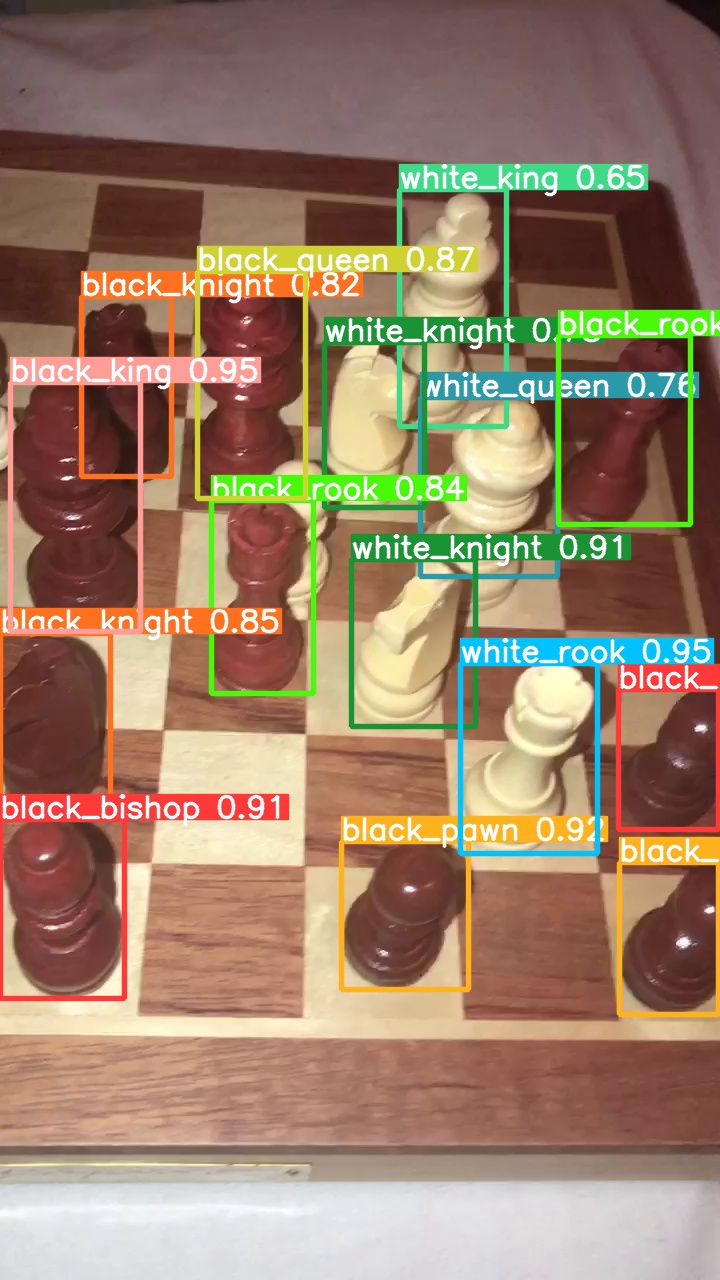 white_king 0.65
black_queen 0.87
black_knight 0.82
white_knight 0.
black_rook
black_king 0.95
white_queen 0.76
black_rook 0.84
white_knight 0.91
black_knight 0.85
white_rook 0.95
black_
black_bishop 0.91
black_pawn 0.92
black_